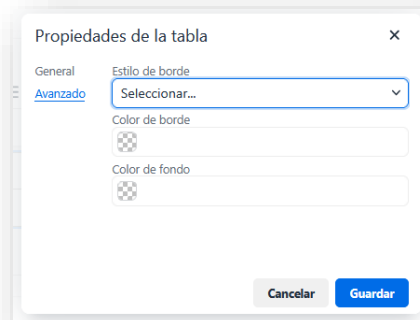 Propiedades de la tabla
General
Estilo de borde
Avanzado
Seleccionar...
Color de borde
Color de fondo
Cancelar
Guardar